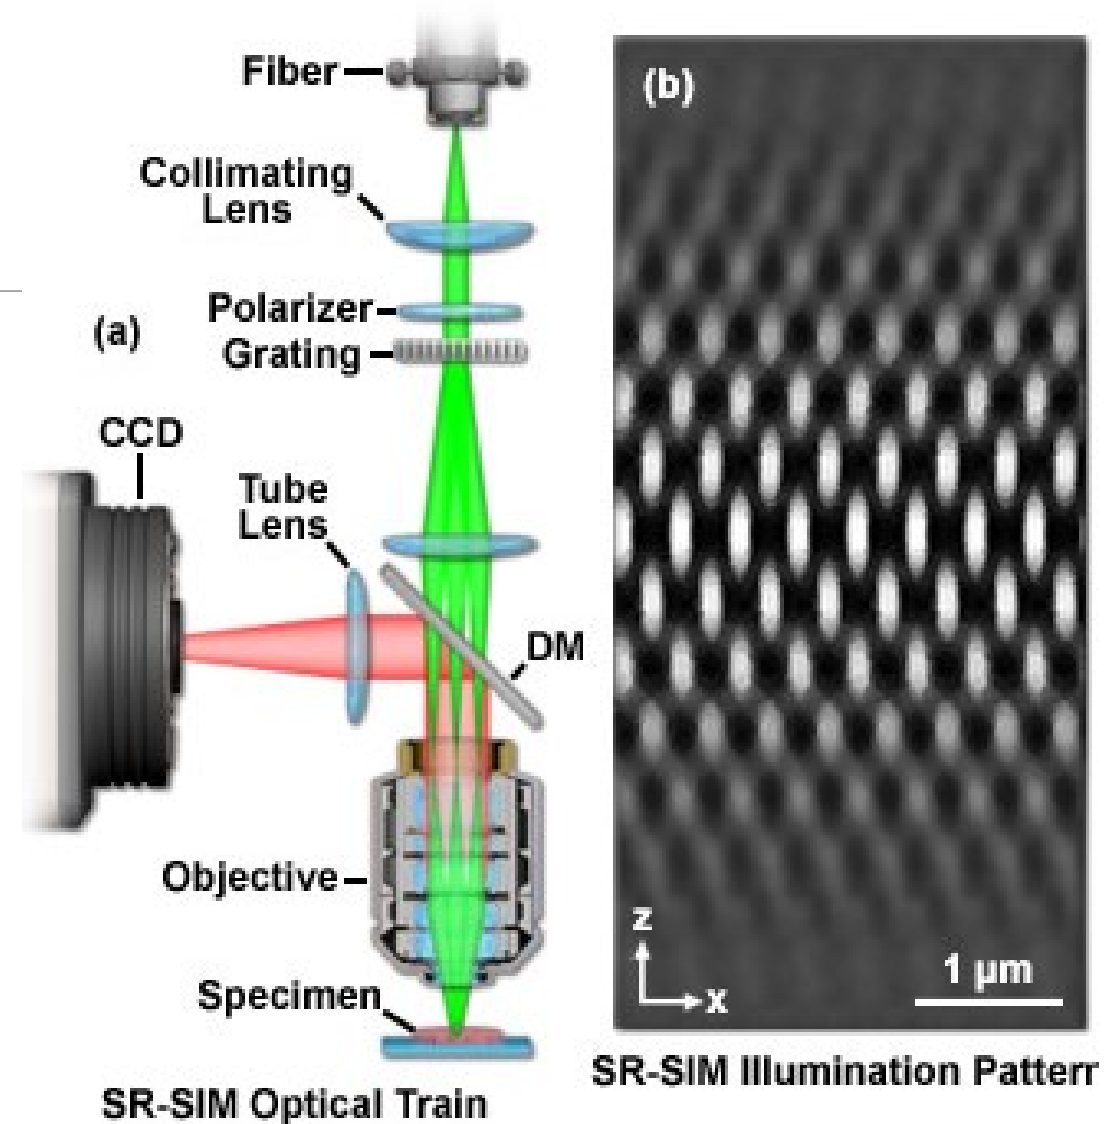 Fiber
Collimating
Lens
Polarizer
Grating
(a)
CCD
Tube
Lens
DM
Objective
Specimen
SR-SIM Optical Train
(b)
z
x
1 µm
SR-SIM Illumination Patterr